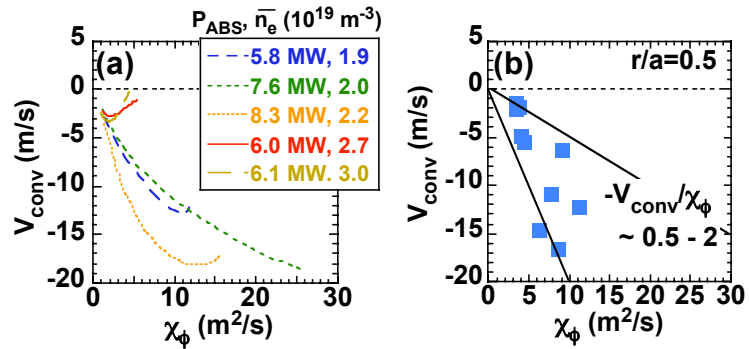 P_ABS, n̅_e (10^19 m^-3)
(a)
5.8 MW, 1.9
7.6 MW, 2.0
8.3 MW, 2.2
6.0 MW, 2.7
6.1 MW. 3.0
0
-5
-10
-15
-20
V_conv (m/s)
0 10 20 30
χ_ϕ (m^2/s)
(b)
r/a=0.5
5
0
-5
-10
-15
-20
V_conv (m/s)
-V_conv/χ_ϕ
~ 0.5 - 2
0 5 10 15 20 25 30
χ_ϕ (m^2/s)